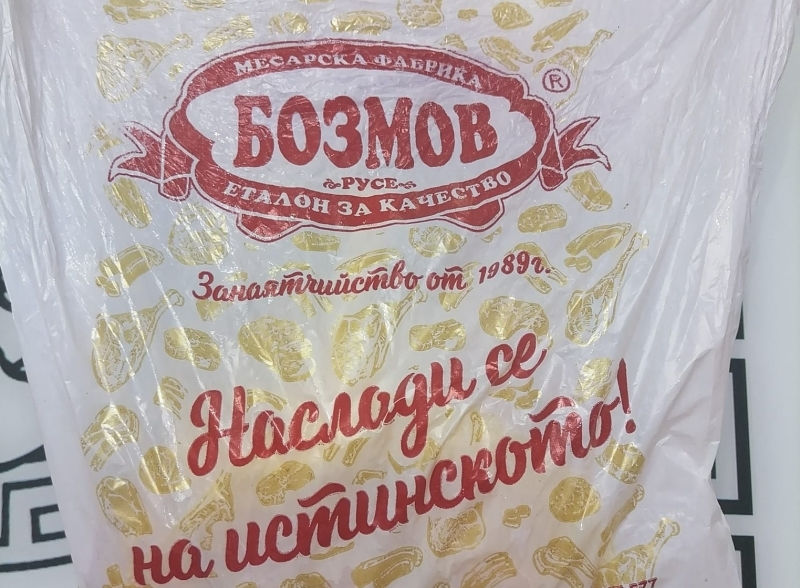 МЕСАРСКА ФАБРИКА
®
БОЗМОВ
РУСЕ
ЕТАЛОН ЗА КАЧЕСТВО
Занаятчийство от 1989г.
Наслади се
на истинското!